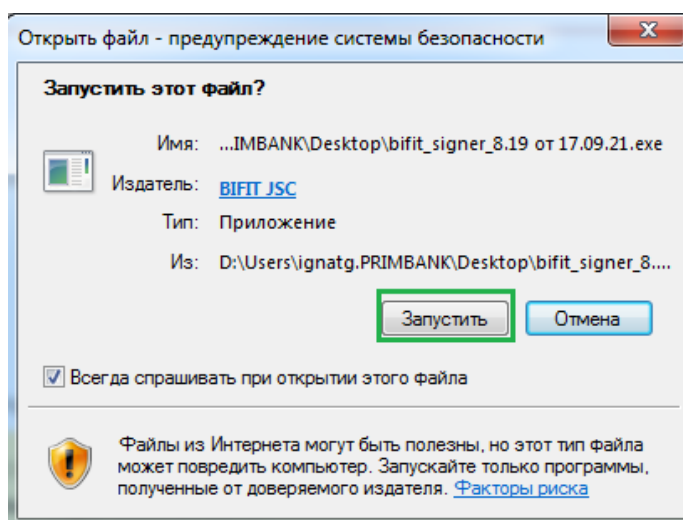 Открыть файл - предупреждение системы безопасности
Запустить этот файл?
Имя: ...IMBANK\Desktop\bifit_signer_8.19 от 17.09.21.exe
Издатель: BIFIT JSC
Тип: Приложение
Из: D:\Users\ignatg.PRIMBANK\Desktop\bifit_signer_8....
Запустить Отмена
Всегда спрашивать при открытии этого файла
Файлы из Интернета могут быть полезны, но этот тип файла
может повредить компьютер. Запускайте только программы,
полученные от доверяемого издателя. Факторы риска